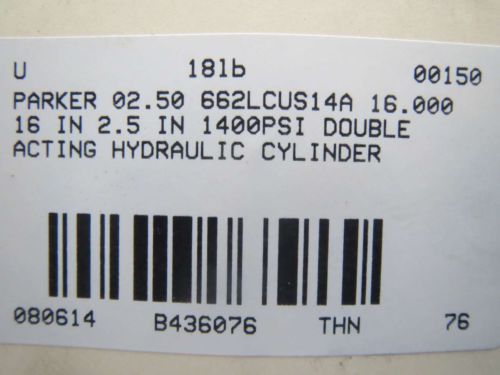 U 18lb 00150
PARKER 02.50 662LCUS14A 16.000
16 IN 2.5 IN 1400PSI DOUBLE
ACTING HYDRAULIC CYLINDER
080614 B436076 THN 76